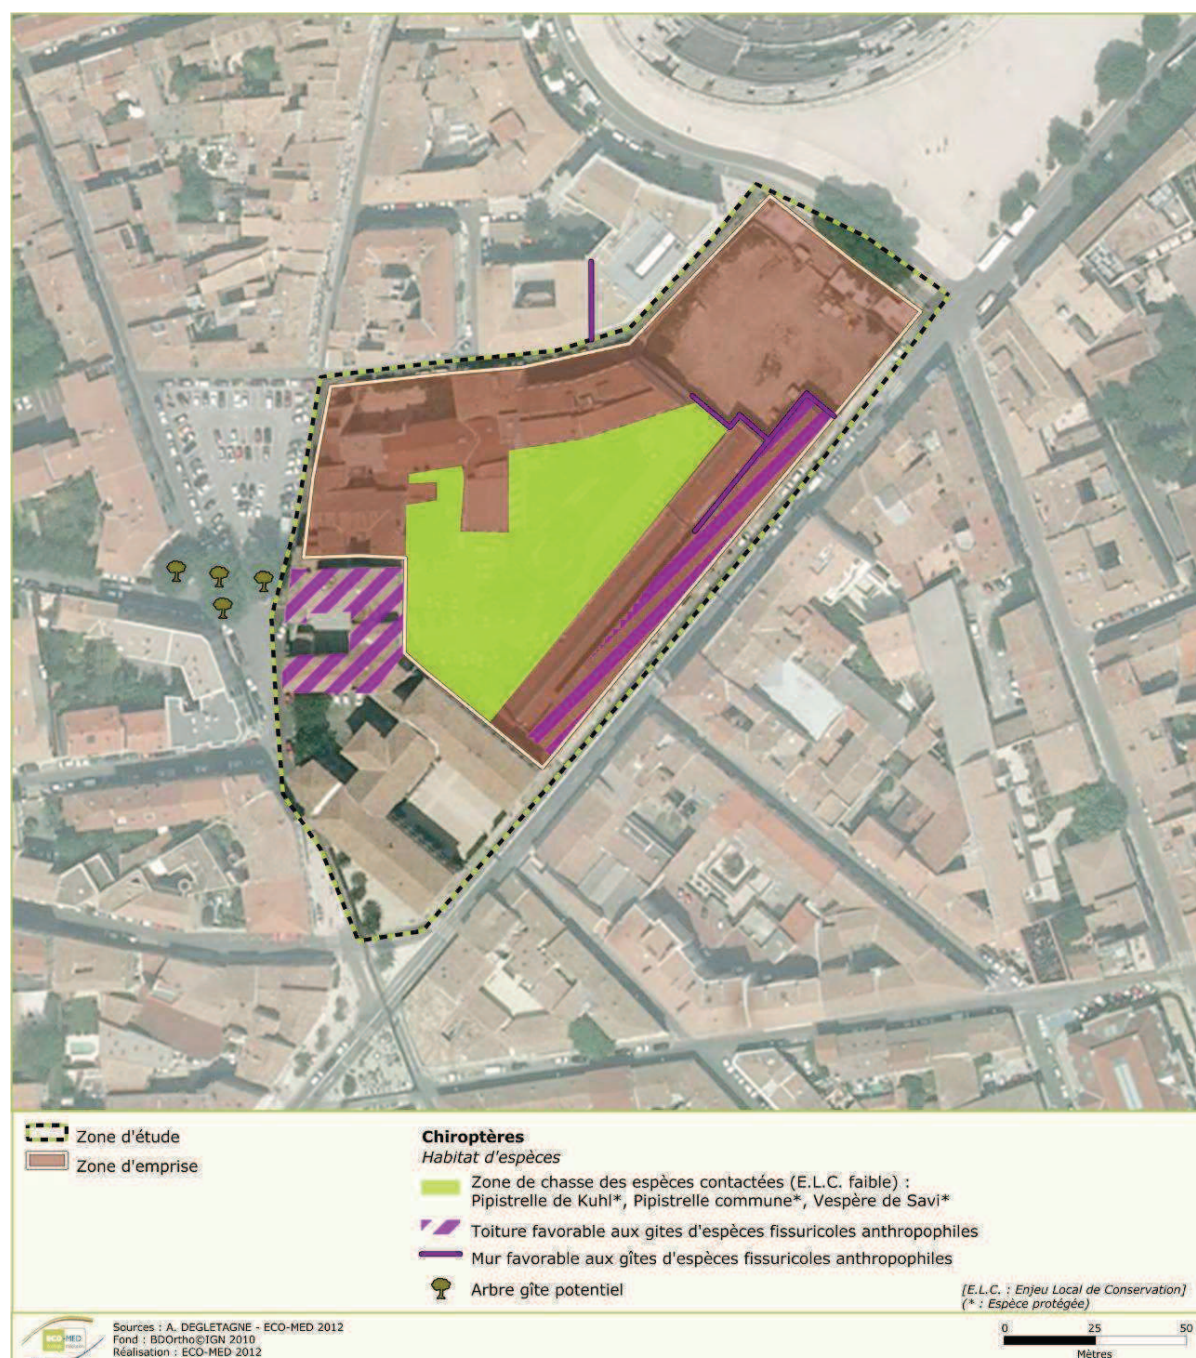 Zone d'étude
Zone d'emprise
Chiroptères
Habitat d'espèces
Zone de chasse des espèces contactées (E.L.C. faible) :
Pipistrelle de Kuhl*, Pipistrelle commune*, Vespère de Savi*
Toiture favorable aux gites d'espèces fissuricoles anthropophiles
Mur favorable aux gîtes d'espèces fissuricoles anthropophiles
Arbre gîte potentiel
[E.L.C. : Enjeu Local de Conservation]
(* : Espèce protégée)
ECO-MED
Sources : A. DEGLETAGNE - ECO-MED 2012
Fond : BDOrtho©IGN 2010
Réalisation : ECO-MED 2012
0 25 50
Mètres